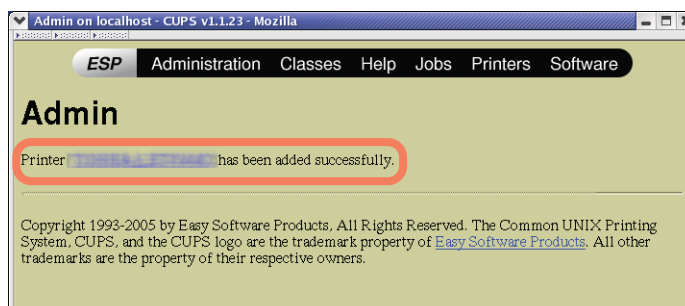 Admin on localhost - CUPS v1.1.23 - Mozilla
ESP Administration Classes Help Jobs Printers Software
Admin
Printer has been added successfully.
Copyright 1993-2005 by Easy Software Products, All Rights Reserved. The Common UNIX Printing
System, CUPS, and the CUPS logo are the trademark property of Easy Software Products. All other
trademarks are the property of their respective owners.